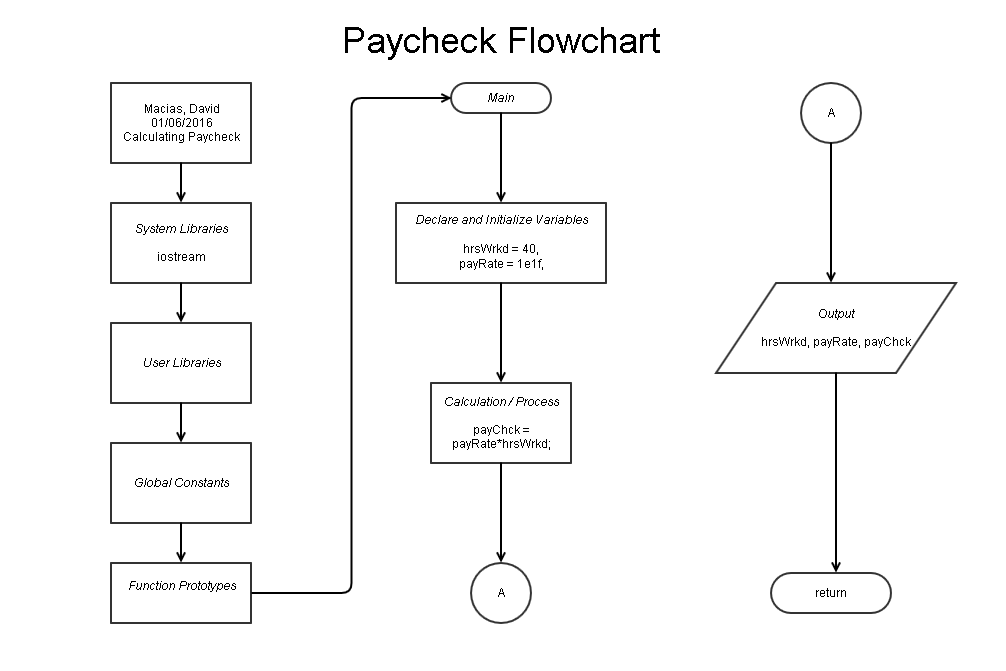 Paycheck Flowchart
Macias, David
01/06/2016
Calculating Paycheck
System Libraries
iostream
User Libraries
Global Constants
Function Prototypes
Main
Declare and Initialize Variables
hrsWrkd = 40,
payRate = 1e1f,
Calculation / Process
payChck =
payRate*hrsWrkd;
A
A
Output
hrsWrkd, payRate, payChck
return